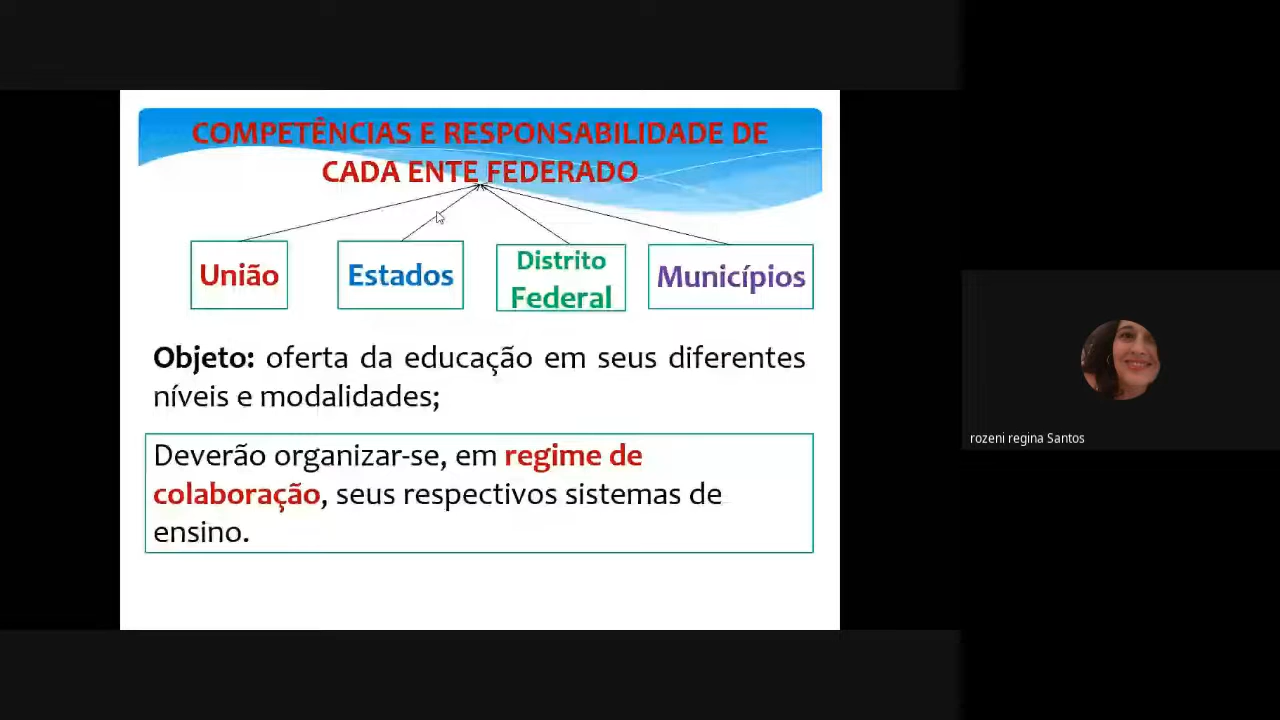 COMPETÊNCIAS E RESPONSABILIDADE DE
CADA ENTE FEDERADO
União
Estados
Distrito
Federal
Municípios
Objeto: oferta da educação em seus diferentes
níveis e modalidades;
Deverão organizar-se, em regime de
colaboração, seus respectivos sistemas de
ensino.
rozeni regina Santos